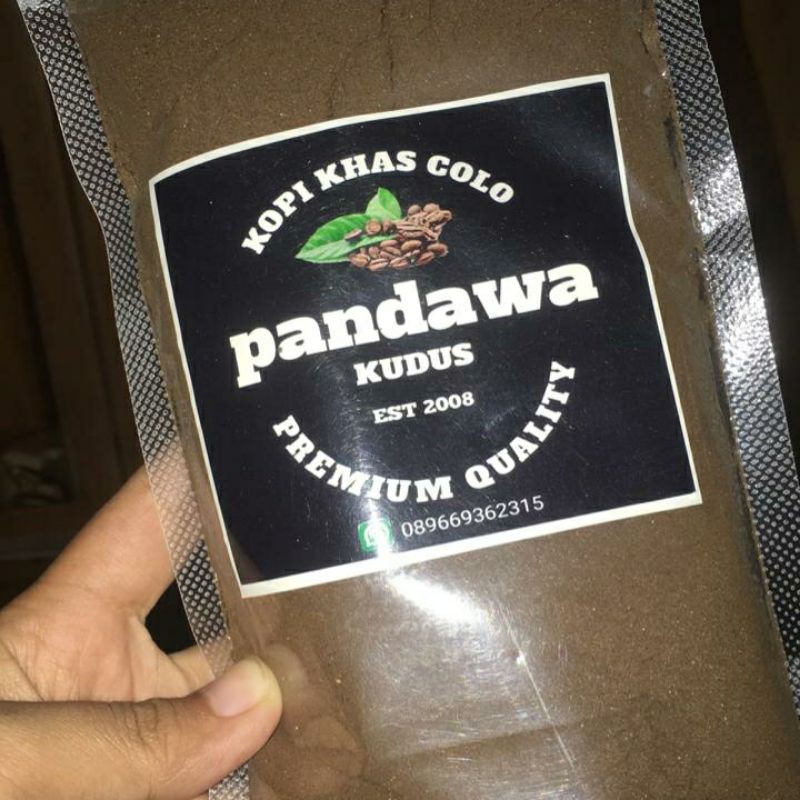 KOPI KHAS COLO
pandawa
KUDUS
EST 2008
PREMIUM QUALITY
089669362315